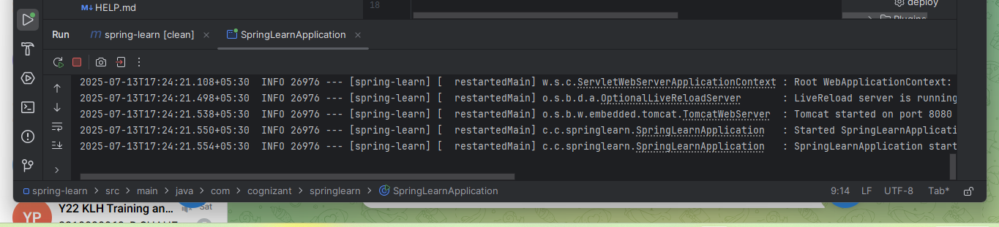 HELP.md
18
deploy
Plugins
Run
spring-learn [clean]
SpringLearnApplication
2025-07-13T17:24:21.108+05:30  INFO 26976 --- [spring-learn] [  restartedMain] w.s.c.ServletWebServerApplicationContext : Root WebApplicationContext:
2025-07-13T17:24:21.498+05:30  INFO 26976 --- [spring-learn] [  restartedMain] o.s.b.d.a.OptionalLiveReloadServer       : LiveReload server is running
2025-07-13T17:24:21.538+05:30  INFO 26976 --- [spring-learn] [  restartedMain] o.s.b.w.embedded.tomcat.TomcatWebServer  : Tomcat started on port 8080
2025-07-13T17:24:21.550+05:30  INFO 26976 --- [spring-learn] [  restartedMain] c.c.springlearn.SpringLearnApplication   : Started SpringLearnApplicati
2025-07-13T17:24:21.554+05:30  INFO 26976 --- [spring-learn] [  restartedMain] c.c.springlearn.SpringLearnApplication   : SpringLearnApplication start
spring-learn > src > main > java > com > cognizant > springlearn > SpringLearnApplication
9:14 LF UTF-8 Tab*
YP
Y22 KLH Training an...
Sat